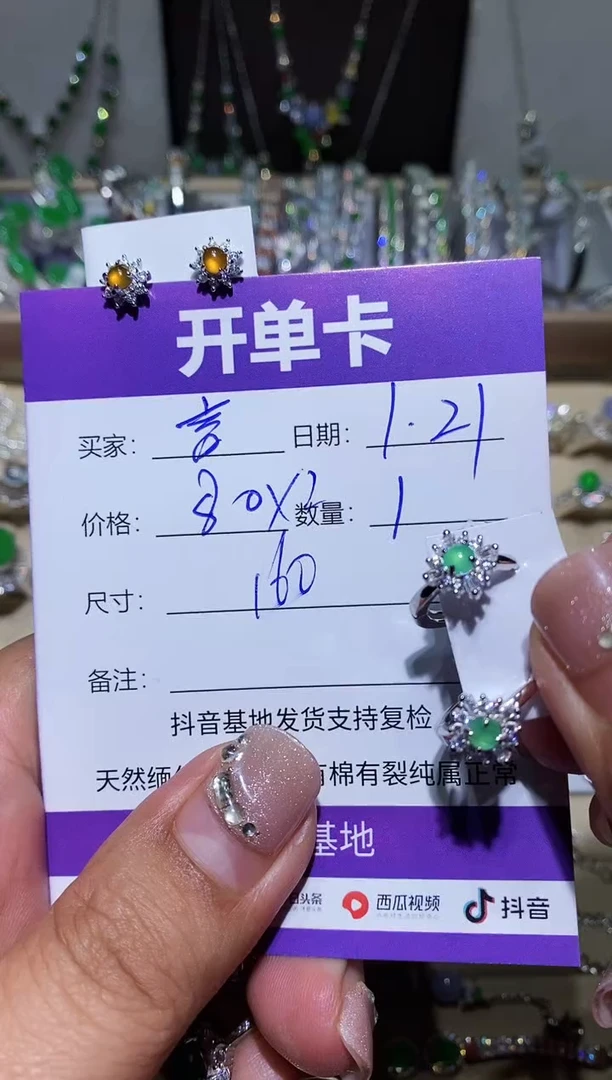 开单卡
买家: 言 日期: 1.21
价格: 80X2 数量: 1
尺寸: 160
备注:
抖音基地发货支持复检
天然缅 有棉有裂纯属正常
基地
头条 西瓜视频 抖音